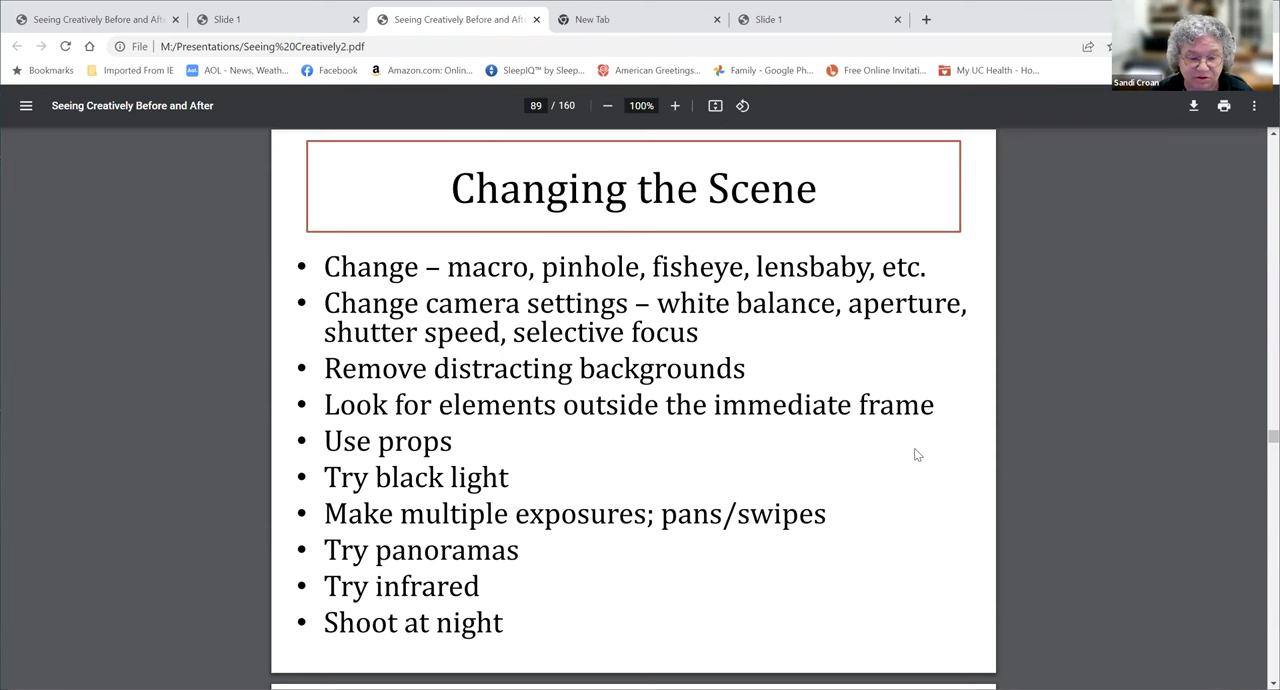 Seeing Creatively Before and Aft
Slide 1
Seeing Creatively Before and Aft
New Tab
Slide 1
File
M:/Presentations/Seeing%20Creatively2.pdf
Bookmarks
Imported From IE
AOL - News, Weath...
Facebook
Amazon.com: Onlin...
SleepIQ™ by Sleep...
American Greetings...
Family - Google Ph...
Free Online Invitati...
My UC Health - Ho...
Sandi Croan
Seeing Creatively Before and After
89 / 160
100%
Changing the Scene
• Change – macro, pinhole, fisheye, lensbaby, etc.
• Change camera settings – white balance, aperture,
shutter speed, selective focus
• Remove distracting backgrounds
• Look for elements outside the immediate frame
• Use props
• Try black light
• Make multiple exposures; pans/swipes
• Try panoramas
• Try infrared
• Shoot at night